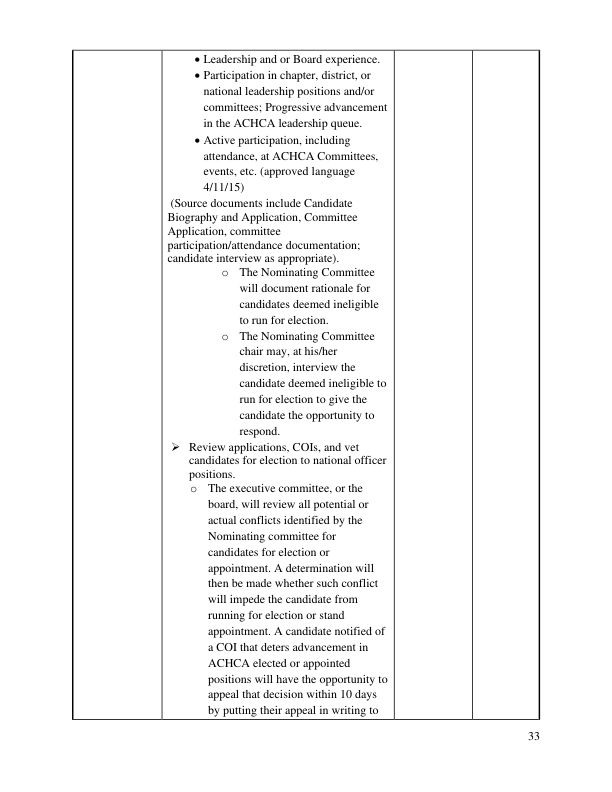 • Leadership and or Board experience.
• Participation in chapter, district, or
national leadership positions and/or
committees; Progressive advancement
in the ACHCA leadership queue.
• Active participation, including
attendance, at ACHCA Committees,
events, etc. (approved language
4/11/15)
(Source documents include Candidate
Biography and Application, Committee
Application, committee
participation/attendance documentation;
candidate interview as appropriate).
o The Nominating Committee
will document rationale for
candidates deemed ineligible
to run for election.
o The Nominating Committee
chair may, at his/her
discretion, interview the
candidate deemed ineligible to
run for election to give the
candidate the opportunity to
respond.
➢ Review applications, COIs, and vet
candidates for election to national officer
positions.
o The executive committee, or the
board, will review all potential or
actual conflicts identified by the
Nominating committee for
candidates for election or
appointment. A determination will
then be made whether such conflict
will impede the candidate from
running for election or stand
appointment. A candidate notified of
a COI that deters advancement in
ACHCA elected or appointed
positions will have the opportunity to
appeal that decision within 10 days
by putting their appeal in writing to
33